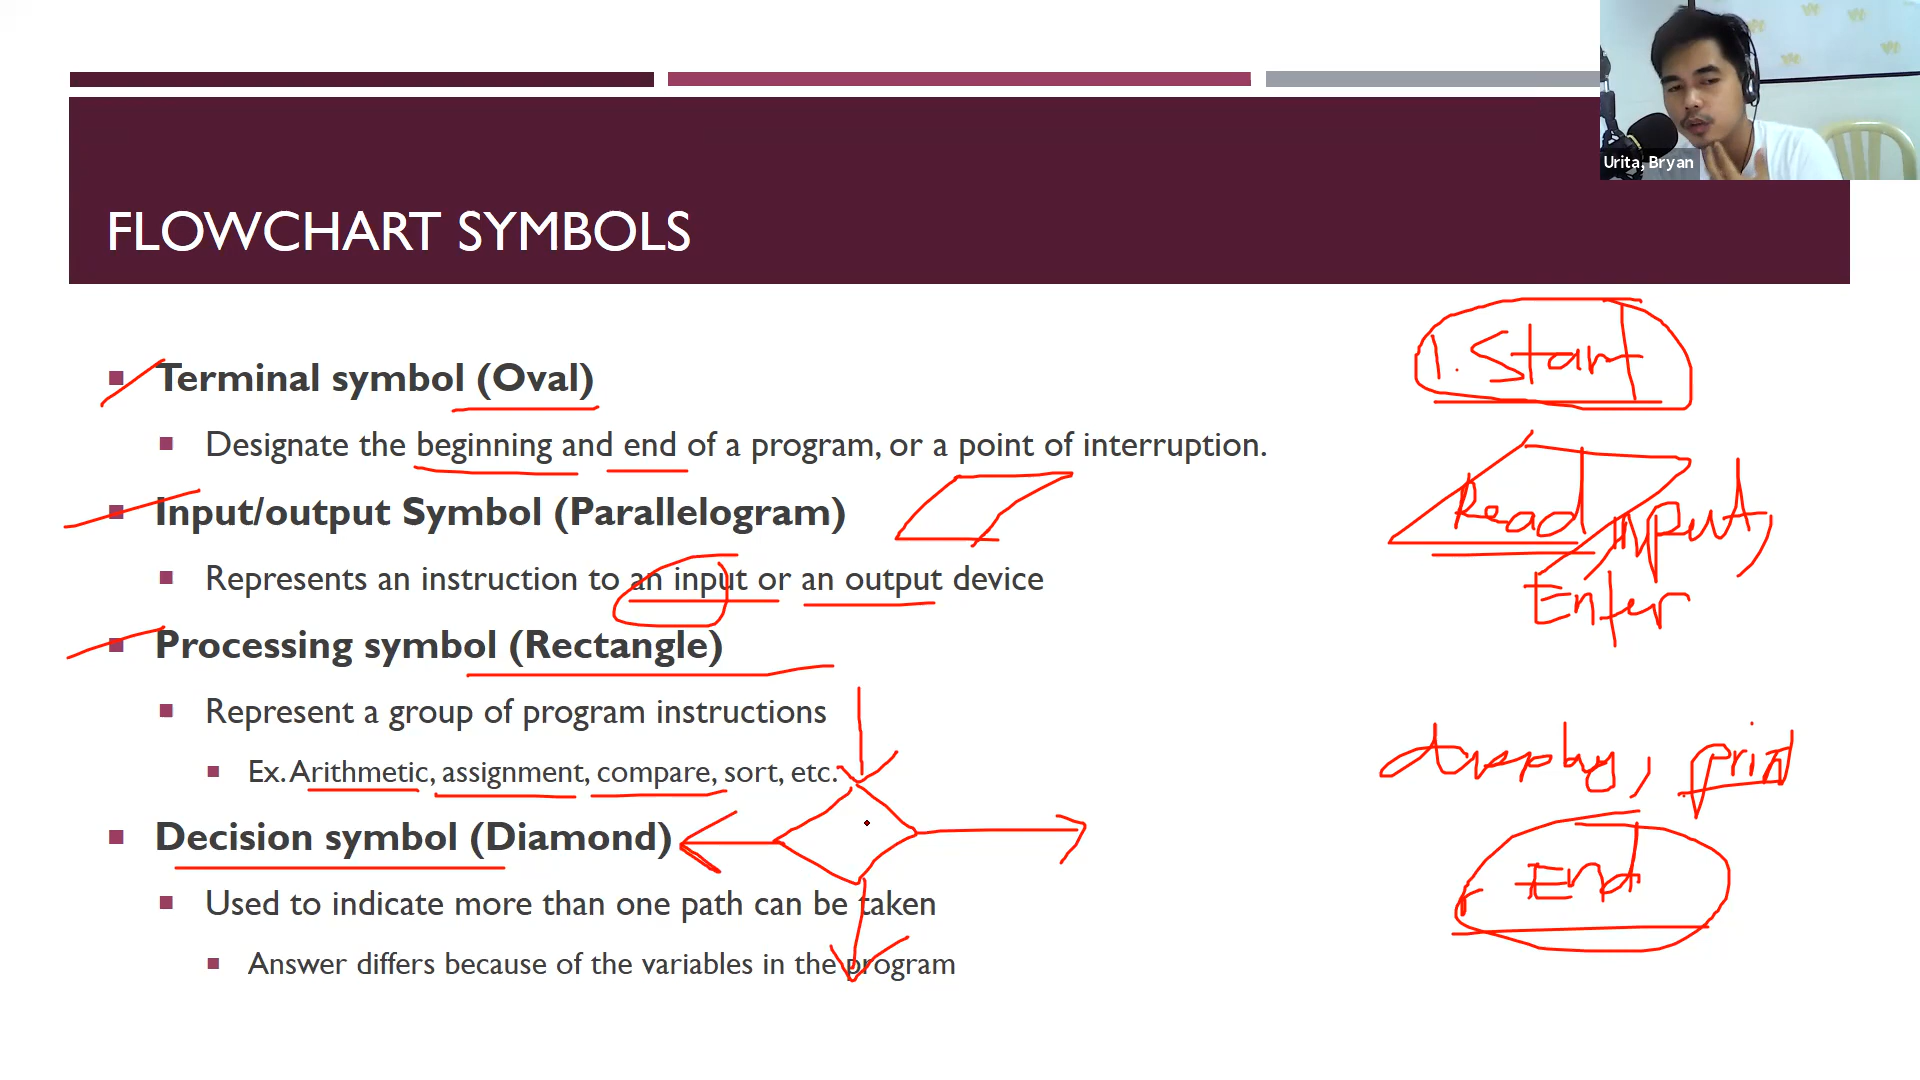 Urita, Bryan
FLOWCHART SYMBOLS
Terminal symbol (Oval)
Designate the beginning and end of a program, or a point of interruption.
Input/output Symbol (Parallelogram)
Represents an instruction to an input or an output device
Processing symbol (Rectangle)
Represent a group of program instructions
Ex. Arithmetic, assignment, compare, sort, etc.
Decision symbol (Diamond)
Used to indicate more than one path can be taken
Answer differs because of the variables in the program
1. Start
Read input,
Enter
display, print
End